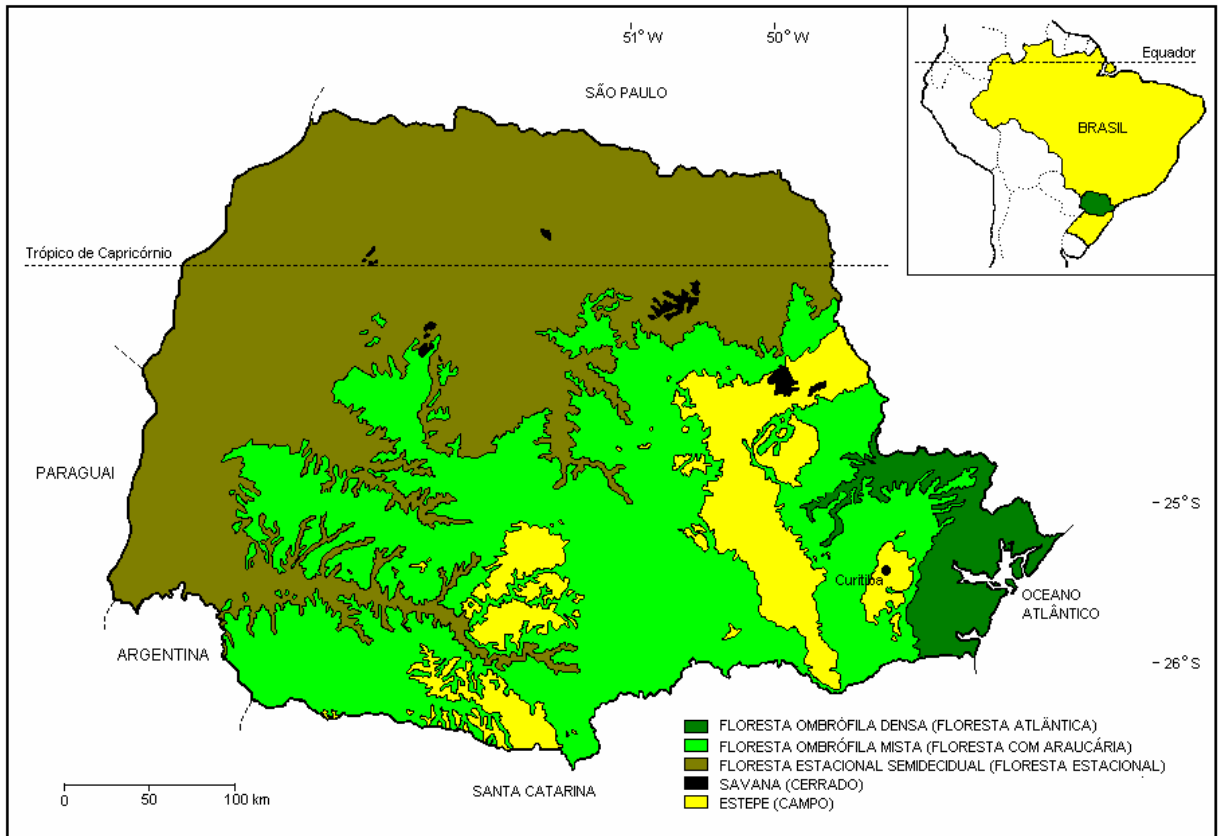 51° W
50° W
SÃO PAULO
Equador
BRASIL
Trópico de Capricórnio
PARAGUAI
25° S
Curitiba
OCEANO
ATLÂNTICO
ARGENTINA
26° S
FLORESTA OMBRÓFILA DENSA (FLORESTA ATLÂNTICA)
FLORESTA OMBRÓFILA MISTA (FLORESTA COM ARAUCÁRIA)
FLORESTA ESTACIONAL SEMIDECIDUAL (FLORESTA ESTACIONAL)
SAVANA (CERRADO)
ESTEPE (CAMPO)
0 50 100 km
SANTA CATARINA